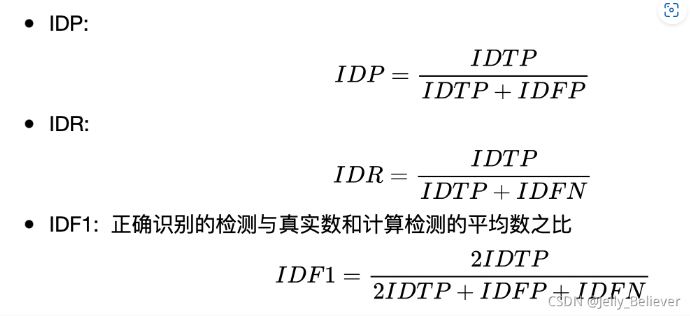 • IDP:
IDP = \frac{IDTP}{IDTP + IDFP}
• IDR:
IDR = \frac{IDTP}{IDTP + IDFN}
• IDF1: 正确识别的检测与真实数和计算检测的平均数之比
IDF1 = \frac{2IDTP}{2IDTP + IDFP + IDFN}
CSDN @jelly_Believer